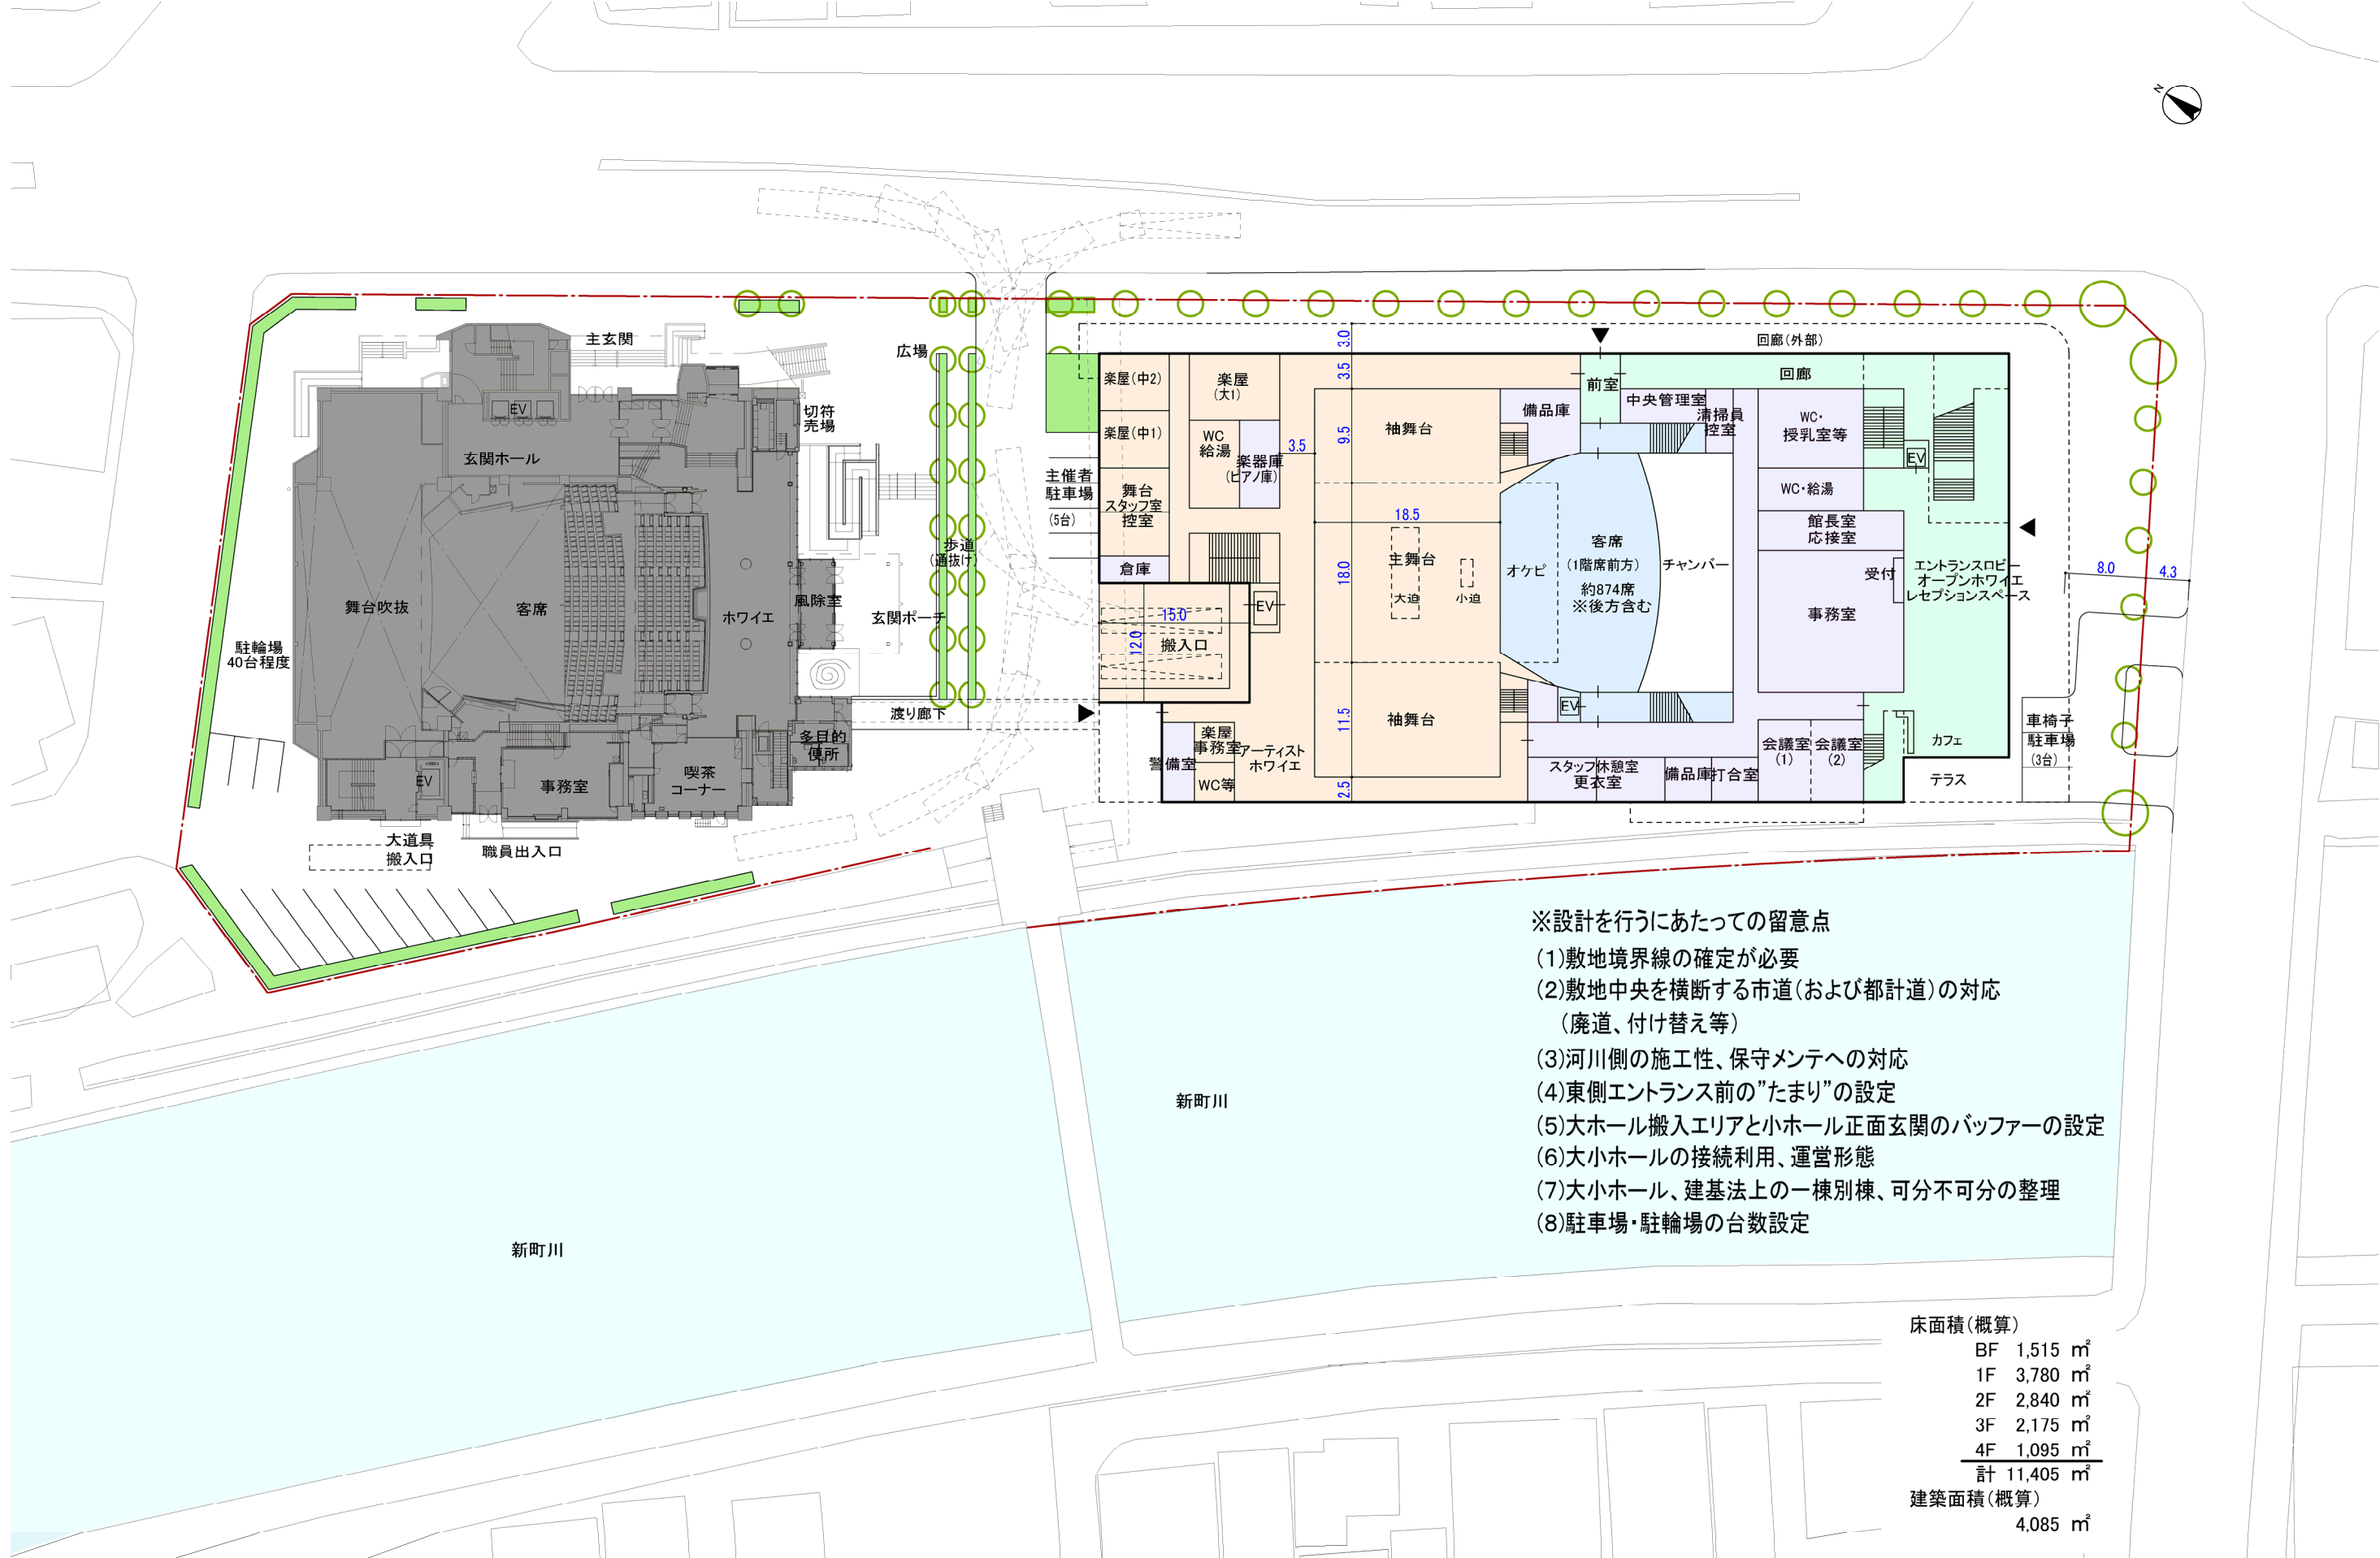 N
主玄関
広場
3.0
回廊(外部)
楽屋(中2)
楽屋
(大1)
3.5
前室
回廊
EV
切符
売場
備品庫
中央管理室
清掃員
控室
WC・
授乳室等
楽屋(中1)
WC
給湯
9.5
袖舞台
玄関ホール
3.5
楽器庫
(ピアノ庫)
EV
主催者
駐車場
(5台)
舞台
スタッフ室
控室
WC・給湯
18.5
館長室
応接室
歩道
(通抜け)
倉庫
主舞台
大迫
小迫
18.0
オケピ
客席
(1階席前方)
約874席
※後方含む
チャンバー
受付
エントランスロビー
オープンホワイエ
レセプションスペース
8.0
4.3
舞台吹抜
客席
ホワイエ
風除室
玄関ポーチ
15.0
12.0
搬入口
EV
事務室
駐輪場
40台程度
渡り廊下
11.5
袖舞台
EV
多目的
便所
楽屋
事務室
アーティスト
ホワイエ
警備室
WC等
会議室
(1)
会議室
(2)
カフェ
車椅子
駐車場
(3台)
EV
事務室
喫茶
コーナー
2.5
スタッフ休憩室
更衣室
備品庫
打合室
テラス
大道具
搬入口
職員出入口
※設計を行うにあたっての留意点
(1)敷地境界線の確定が必要
(2)敷地中央を横断する市道(および都計道)の対応
(廃道、付け替え等)
(3)河川側の施工性、保守メンテへの対応
(4)東側エントランス前の”たまり”の設定
(5)大ホール搬入エリアと小ホール正面玄関のバッファーの設定
(6)大小ホールの接続利用、運営形態
(7)大小ホール、建基法上の一棟別棟、可分不可分の整理
(8)駐車場・駐輪場の台数設定
新町川
新町川
床面積(概算)
BF 1,515 ㎡
1F 3,780 ㎡
2F 2,840 ㎡
3F 2,175 ㎡
4F 1,095 ㎡
計 11,405 ㎡
建築面積(概算)
4,085 ㎡